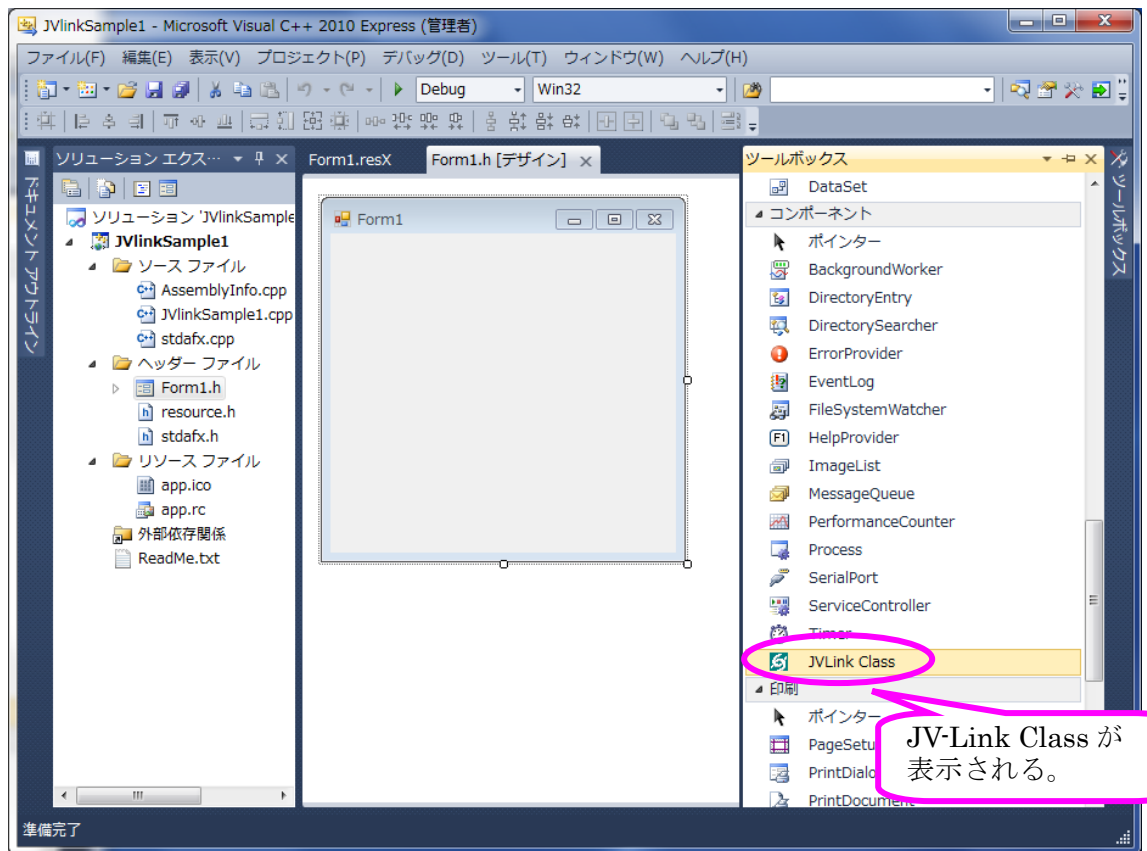 JVlinkSample1 - Microsoft Visual C++ 2010 Express (管理者)
ファイル(F) 編集(E) 表示(V) プロジェクト(P) デバッグ(D) ツール(T) ウィンドウ(W) ヘルプ(H)
Debug Win32
ドキュメント アウトライン
ソリューション エクス…
ソリューション 'JVlinkSample
JVlinkSample1
ソース ファイル
AssemblyInfo.cpp
JVlinkSample1.cpp
stdafx.cpp
ヘッダー ファイル
Form1.h
resource.h
stdafx.h
リソース ファイル
app.ico
app.rc
外部依存関係
ReadMe.txt
Form1.resX Form1.h [デザイン]
Form1
ツールボックス
DataSet
コンポーネント
ポインター
BackgroundWorker
DirectoryEntry
DirectorySearcher
ErrorProvider
EventLog
FileSystemWatcher
HelpProvider
ImageList
MessageQueue
PerformanceCounter
Process
SerialPort
ServiceController
Timer
JVLink Class
印刷
ポインター
PageSetu
PrintDialo
PrintDocument
JV-Link Class が
表示される。
ツールボックス
準備完了